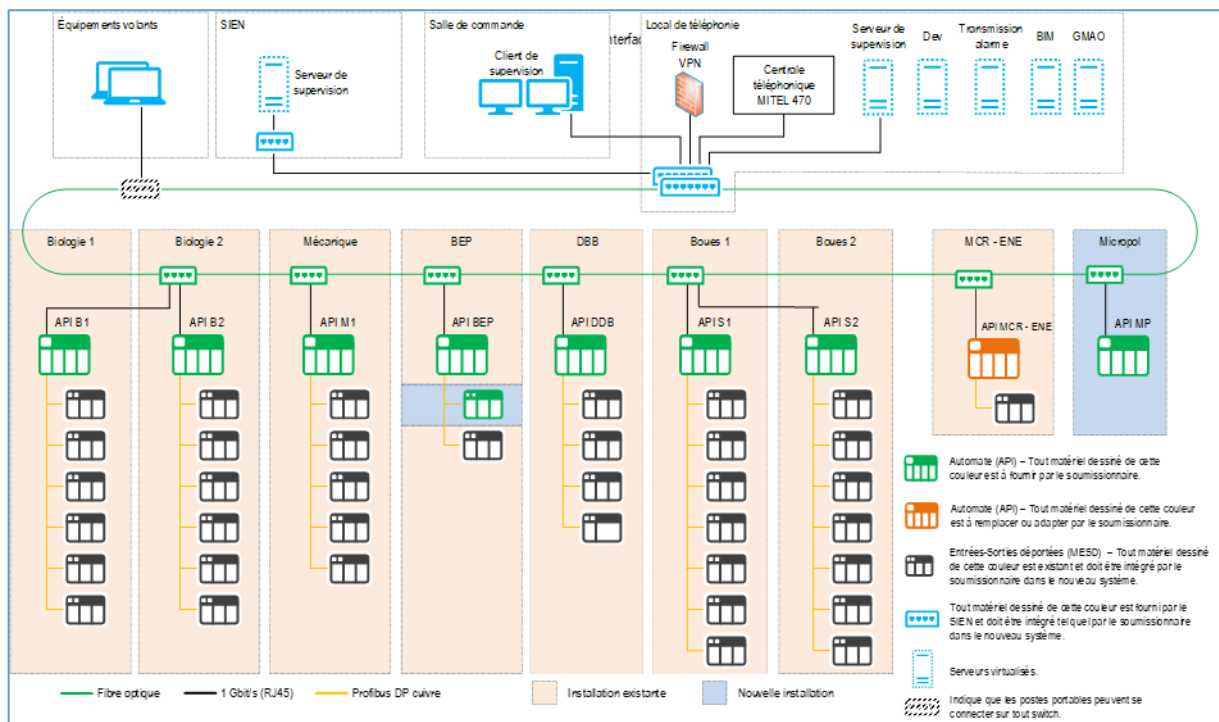 Équipements volants
SIEN
Serveur de
supervision
Salle de commande
Client de
supervision
nterfac
Local de téléphonie
Firewall
VPN
Centrale
téléphonique
MITEL 470
Serveur de
supervision
Dev
Transmission
alarme
BIM
GMAO
Biologie 1
Biologie 2
Mécanique
BEP
DBB
Boues 1
Boues 2
MCR - ENE
Micropol
API B1
API B2
API M1
API BEP
API DDB
API S1
API S2
API MCR - ENE
API MP
Automate (API) – Tout matériel dessiné de cette
couleur est à fournir par le soumissionnaire.
Automate (API) – Tout matériel dessiné de cette couleur
est à remplacer ou adapter par le soumissionnaire.
Entrées-Sorties déportées (MESD) – Tout matériel dessiné
de cette couleur est existant et doit être intégré par le
soumissionnaire dans le nouveau système.
Tout matériel dessiné de cette couleur est fourni par le
SIEN et doit être intégré tel quel par le soumissionnaire
dans le nouveau système.
Serveurs virtualisés.
Indique que les postes portables peuvent se
connecter sur tout switch.
Fibre optique
1 Gbit/s (RJ45)
Profibus DP cuivre
Installation existante
Nouvelle installation